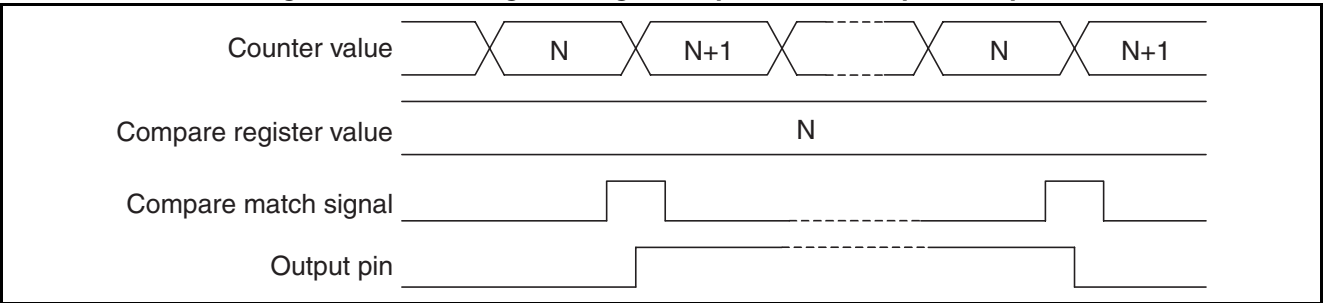 Counter value N N+1 N N+1
Compare register value N
Compare match signal
Output pin